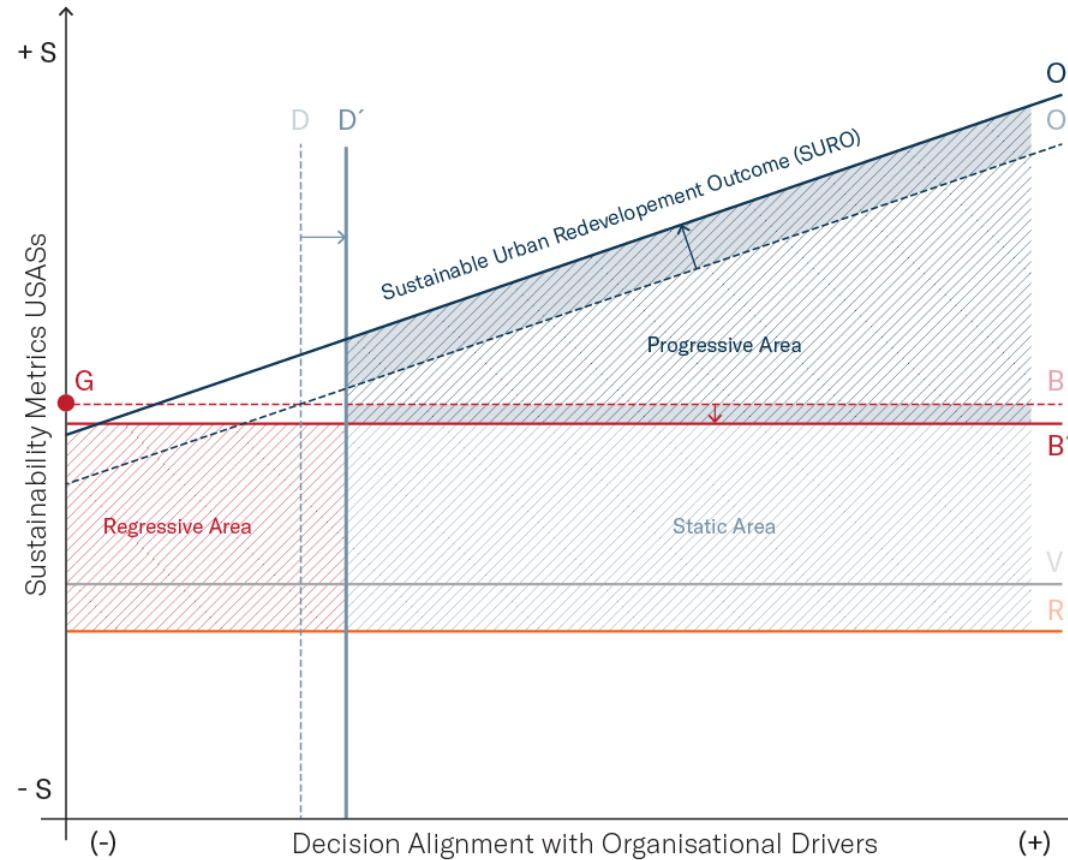 + S
O
D
D´
O
Sustainable Urban Redevelopement Outcome (SURO)
Progressive Area
G
B
B´
Sustainability Metrics USASs
Regressive Area
Static Area
V
R
- S
(-)
Decision Alignment with Organisational Drivers
(+)